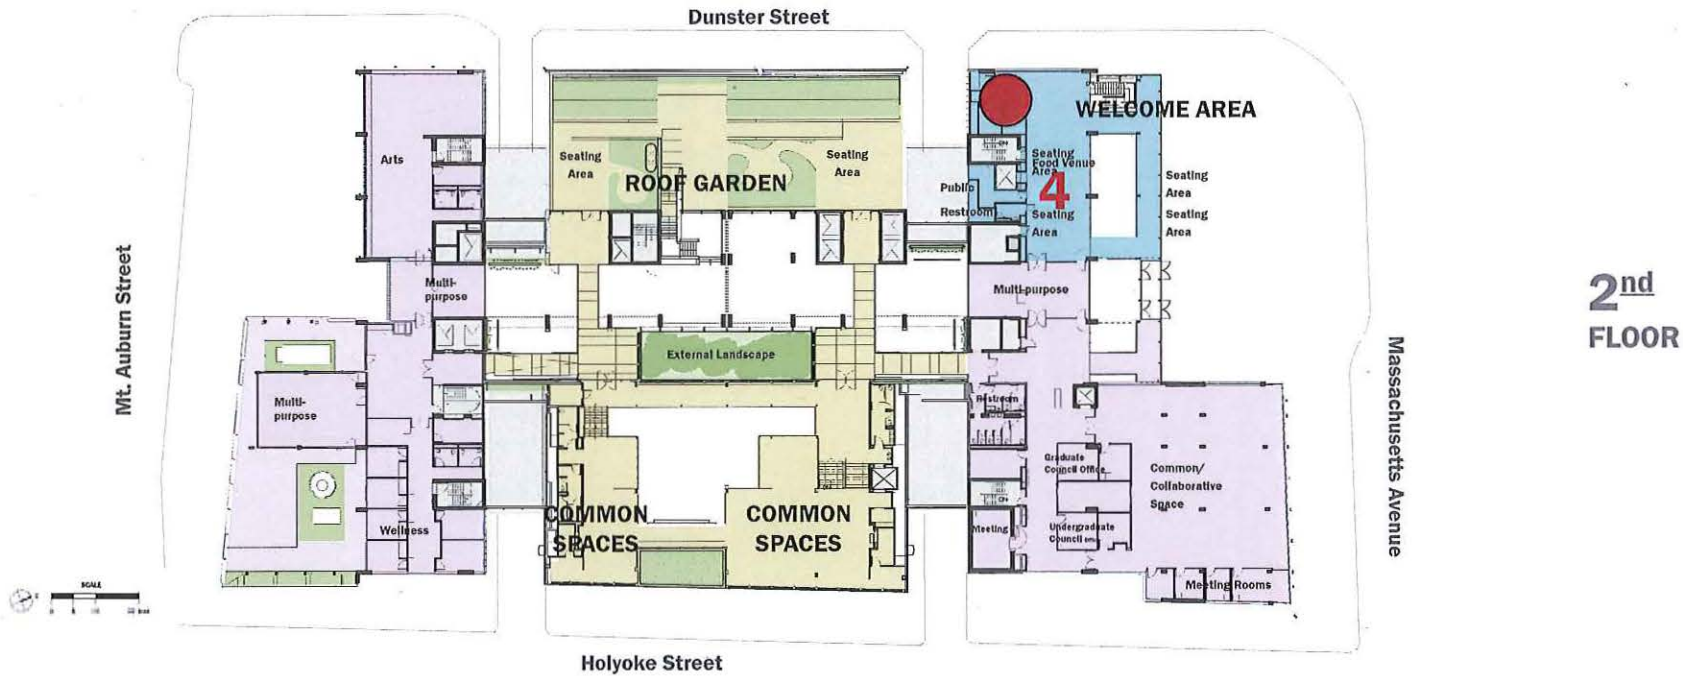 Dunster Street
WELCOME AREA
Arts
Seating
Area
Seating
Area
ROOF GARDEN
Seating
Food Venue
Area
4
Seating
Area
Public
Restroom
Seating
Area
Seating
Area
Mt. Auburn Street
Multi-
purpose
Multi-purpose
2nd
FLOOR
External Landscape
Massachusetts Avenue
Multi-
purpose
Restroom
Graduate
Council Office
Common/
Collaborative
Space
Wellness
COMMON
SPACES
COMMON
SPACES
Meeting
Undergraduate
Council
Meeting Rooms
SCALE
Holyoke Street